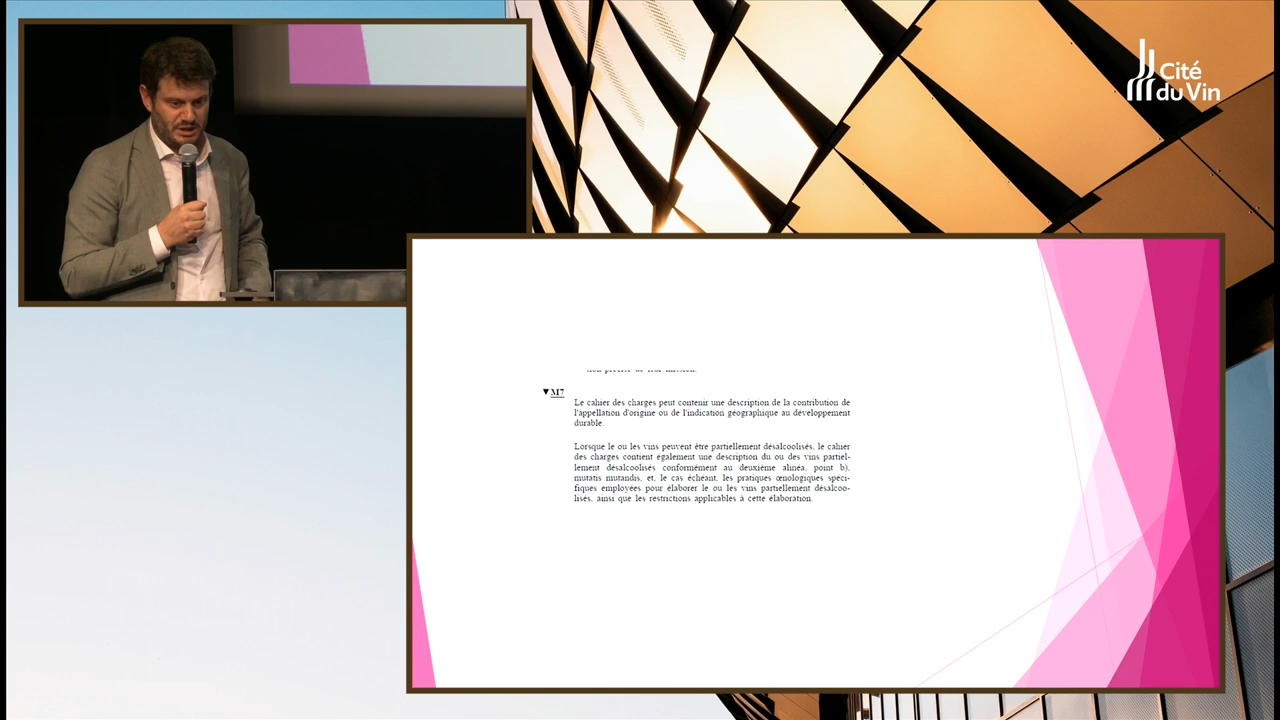 Cité
du Vin
▼M7
Le cahier des charges peut contenir une description de la contribution de
l'appellation d'origine ou de l'indication géographique au développement
durable.
Lorsque le ou les vins peuvent être partiellement désalcoolisés, le cahier
des charges contient également une description du ou des vins partiel-
lement désalcoolisés conformément au deuxième alinéa, point b),
mutatis mutandis, et, le cas échéant, les pratiques œnologiques spéci-
fiques employées pour élaborer le ou les vins partiellement désalcoo-
lisés, ainsi que les restrictions applicables à cette élaboration.